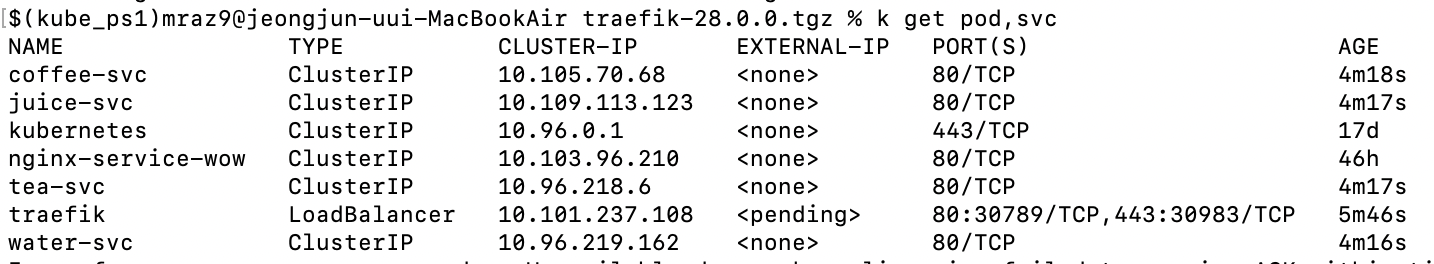 [$(kube_ps1)mraz9@jeongjun-uui-MacBookAir traefik-28.0.0.tgz % k get pod,svc
NAME TYPE CLUSTER-IP EXTERNAL-IP PORT(S) AGE
coffee-svc ClusterIP 10.105.70.68 <none> 80/TCP 4m18s
juice-svc ClusterIP 10.109.113.123 <none> 80/TCP 4m17s
kubernetes ClusterIP 10.96.0.1 <none> 443/TCP 17d
nginx-service-wow ClusterIP 10.103.96.210 <none> 80/TCP 46h
tea-svc ClusterIP 10.96.218.6 <none> 80/TCP 4m17s
traefik LoadBalancer 10.101.237.108 <pending> 80:30789/TCP,443:30983/TCP 5m46s
water-svc ClusterIP 10.96.219.162 <none> 80/TCP 4m16s